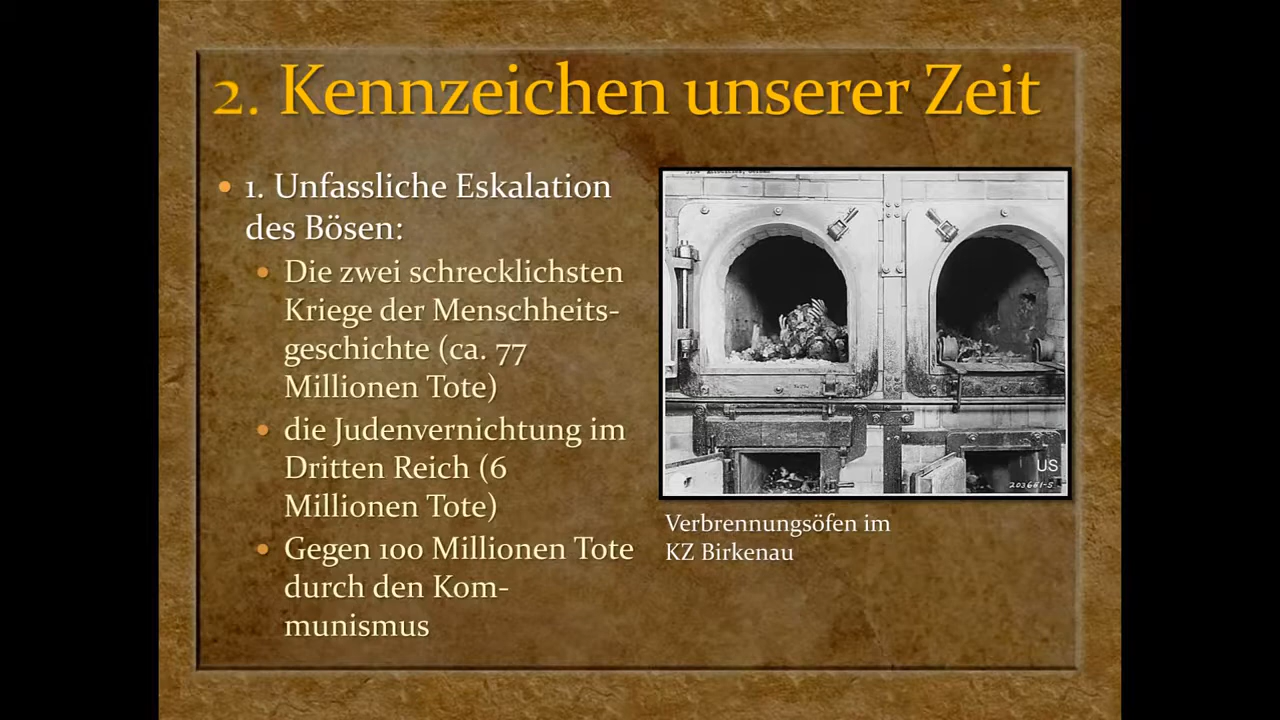 2. Kennzeichen unserer Zeit
• 1. Unfassliche Eskalation
des Bösen:
• Die zwei schrecklichsten
Kriege der Menschheits-
geschichte (ca. 77
Millionen Tote)
• die Judenvernichtung im
Dritten Reich (6
Millionen Tote)
• Gegen 100 Millionen Tote
durch den Kom-
munismus
US
203661-S
Verbrennungsöfen im
KZ Birkenau